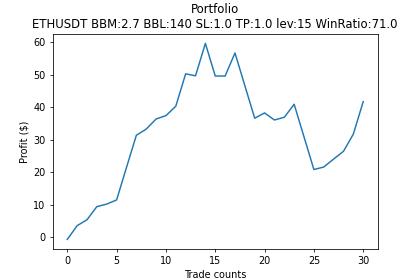 Portfolio
ETHUSDT BBM:2.7 BBL:140 SL:1.0 TP:1.0 lev:15 WinRatio:71.0
60
50
40
30
20
10
0
Profit ($)
0 5 10 15 20 25 30
Trade counts